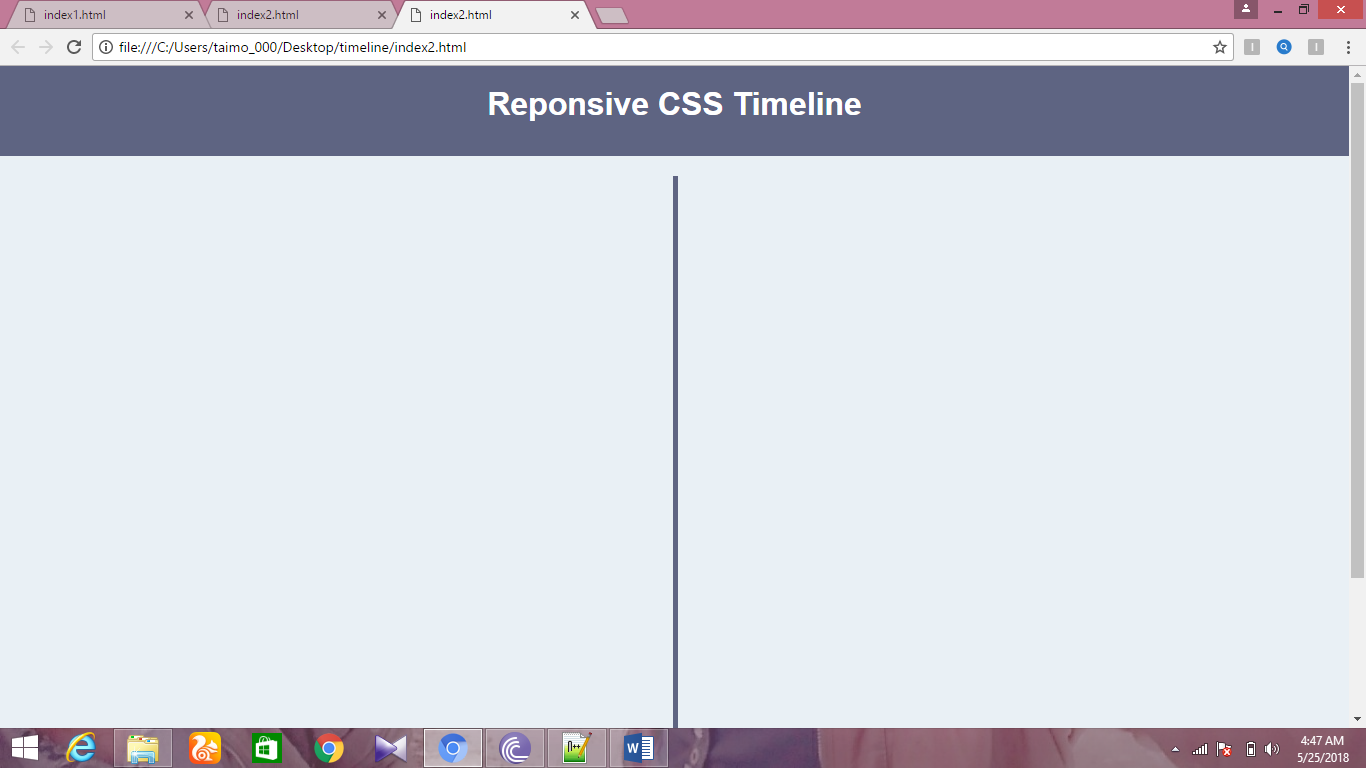 index1.html
index2.html
index2.html
file:///C:/Users/taimo_000/Desktop/timeline/index2.html
Reponsive CSS Timeline
4:47 AM
5/25/2018